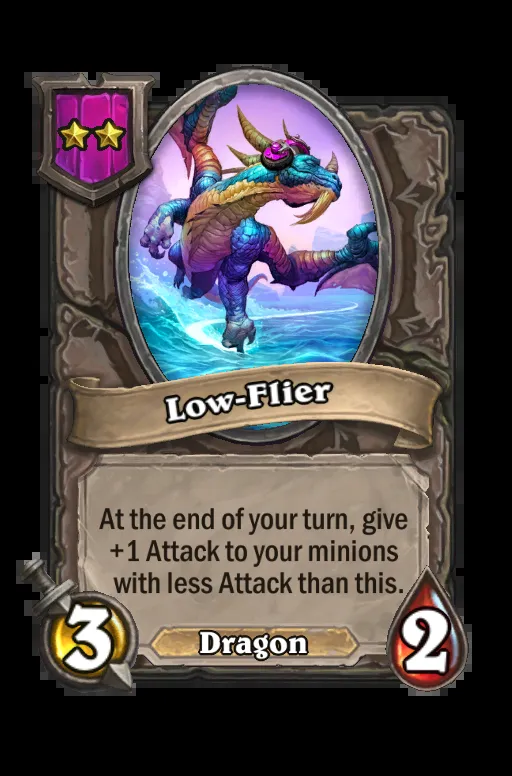 Low-Flier
At the end of your turn, give
+1 Attack to your minions
with less Attack than this.
3
Dragon
2